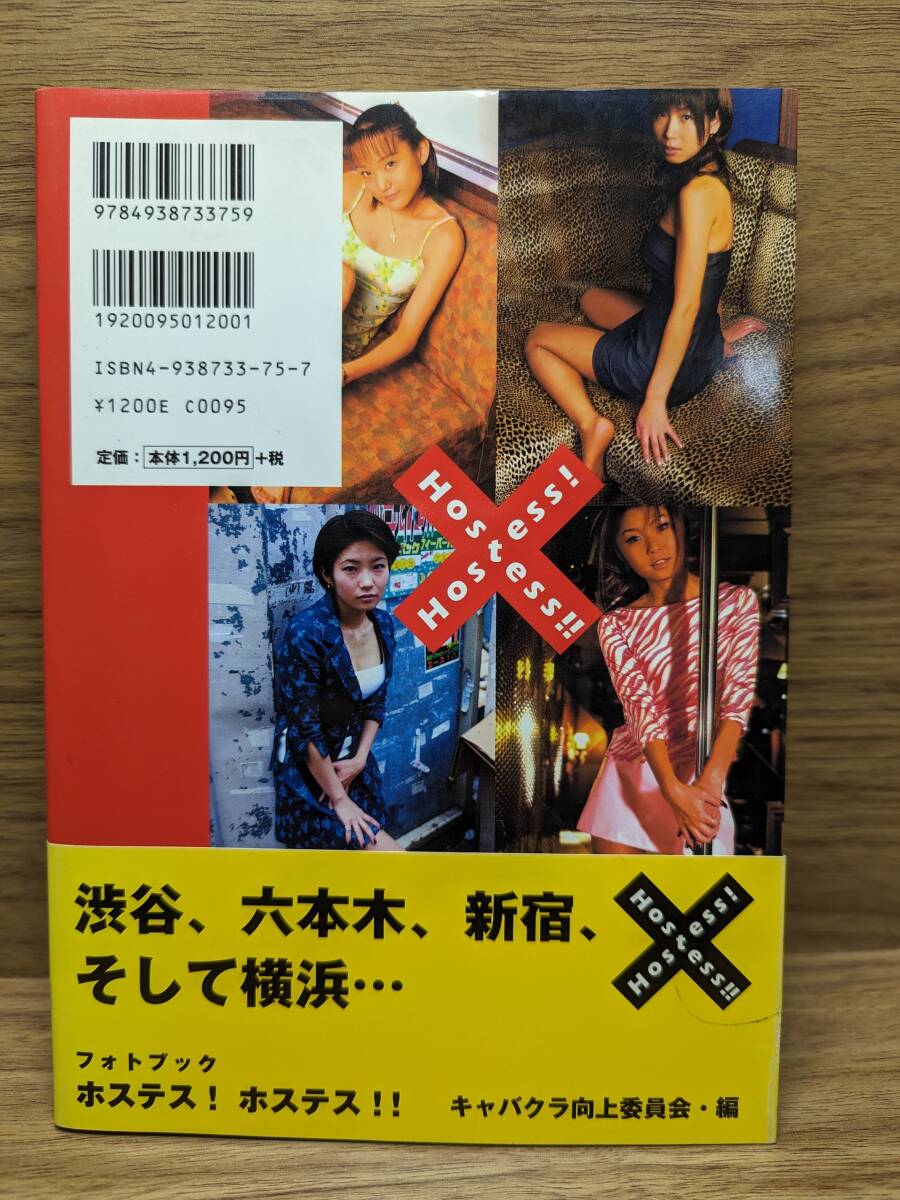 9784938733759
1920095012001
ISBN4-938733-75-7
¥1200E C0095
定価：本体1,200円+税
Hostess!
Hostess!!
渋谷、六本木、新宿、
そして横浜…
Hostess!
Hostess!!
フォトブック
ホステス！ ホステス！！
キャバクラ向上委員会・編